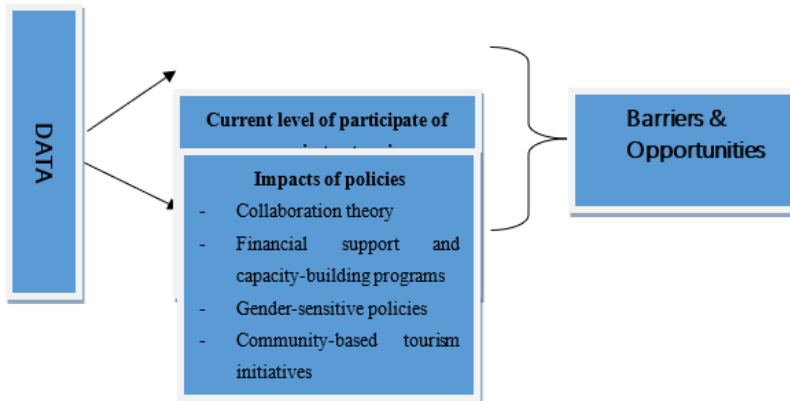 DATA
Current level of participate of
Impacts of policies
- Collaboration theory
- Financial support and
capacity-building programs
- Gender-sensitive policies
- Community-based tourism
initiatives
Barriers &
Opportunities